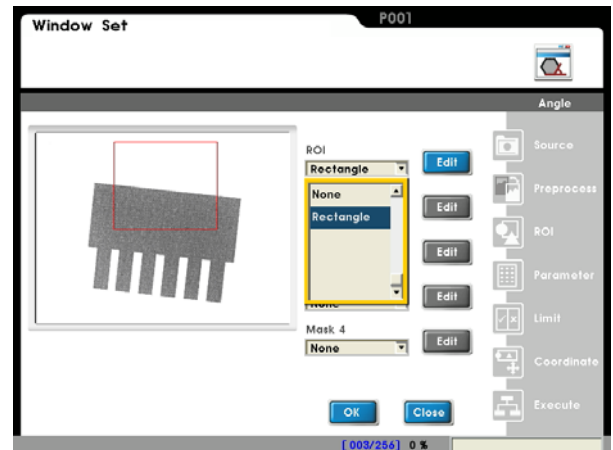 Window Set
P001
Angle
ROI
Rectangle
Edit
None
Rectangle
Edit
Edit
Edit
Mask 4
None
Edit
OK
Close
Source
Preprocess
ROI
Parameter
Limit
Coordinate
Execute
[003/256] 0 %